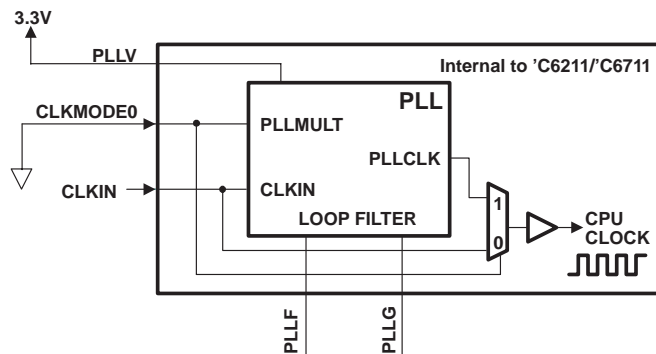 3.3V
PLLV
Internal to ’C6211/’C6711
PLL
CLKMODE0
PLLMULT
PLLCLK
CLKIN
CLKIN
LOOP FILTER
1
0
CPU
CLOCK
PLLF
PLLG